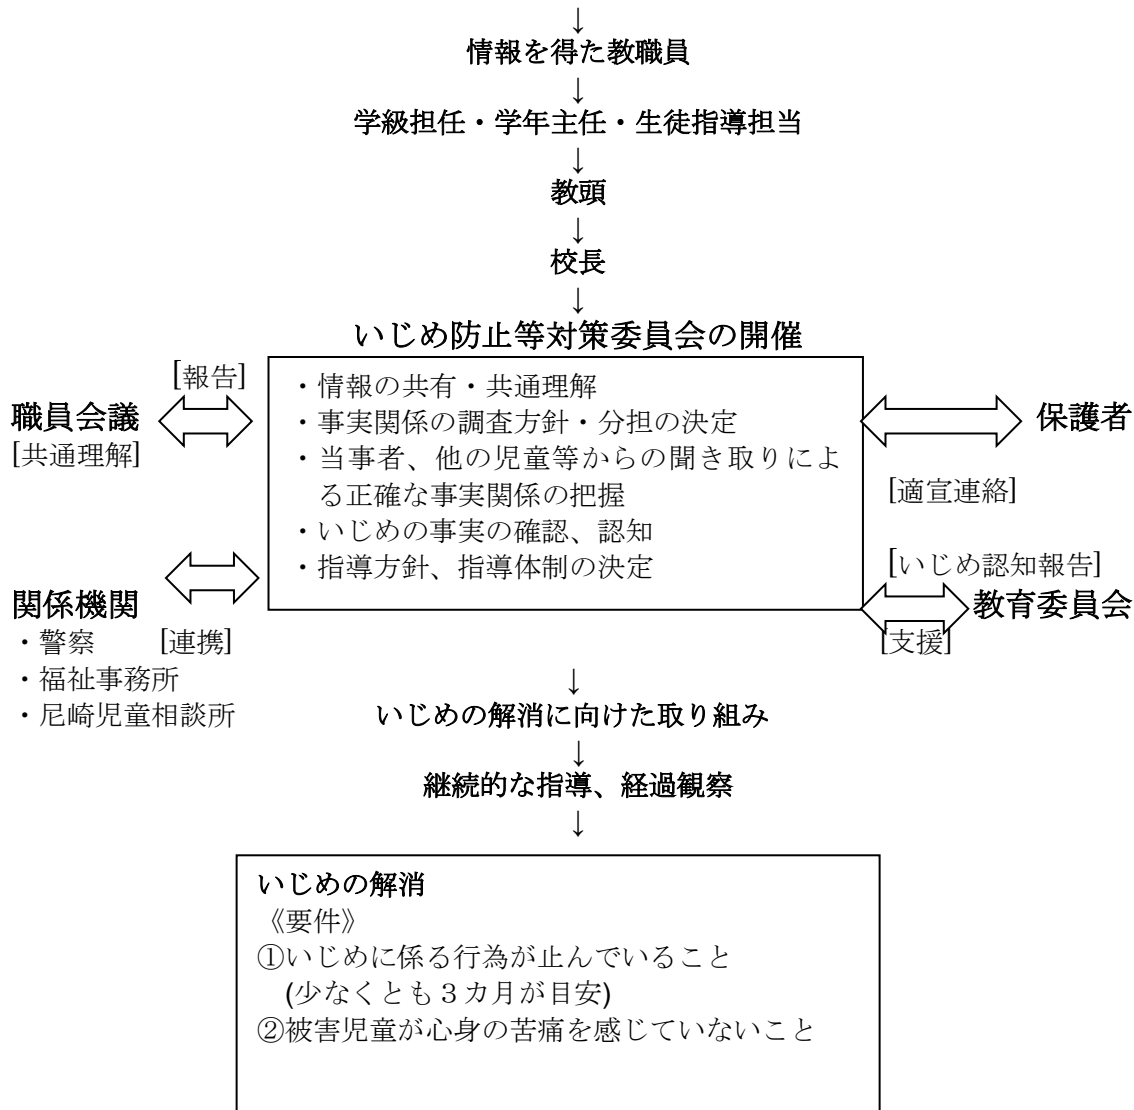 ↓
情報を得た教職員
↓
学級担任・学年主任・生徒指導担当
↓
教頭
↓
校長
↓
いじめ防止等対策委員会の開催
[報告]
職員会議
[共通理解]
・情報の共有・共通理解
・事実関係の調査方針・分担の決定
・当事者、他の児童等からの聞き取りによ
る正確な事実関係の把握
・いじめの事実の確認、認知
・指導方針、指導体制の決定
保護者
[適宣連絡]
[いじめ認知報告]
教育委員会
[支援]
関係機関
・警察 [連携]
・福祉事務所
・尼崎児童相談所
↓
いじめの解消に向けた取り組み
↓
継続的な指導、経過観察
↓
いじめの解消
《要件》
①いじめに係る行為が止んでいること
(少なくとも３カ月が目安)
②被害児童が心身の苦痛を感じていないこと